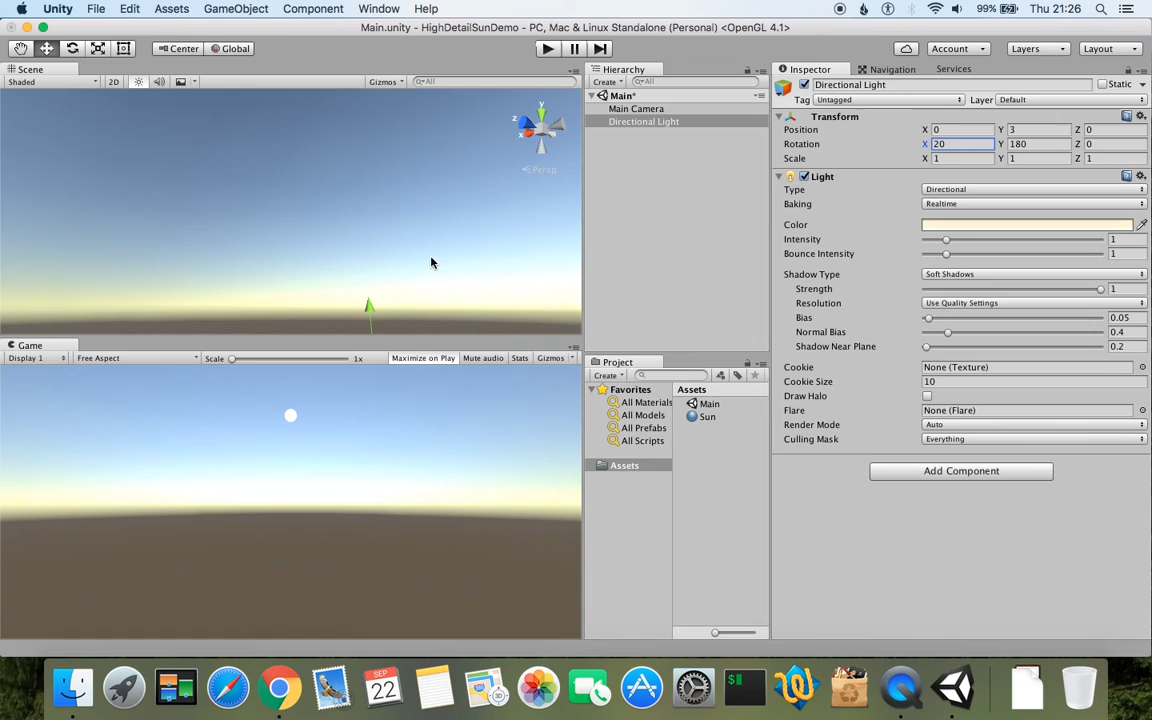 Unity File Edit Assets GameObject Component Window Help 99% Thu 21:26
Main.unity - HighDetailSunDemo - PC, Mac & Linux Standalone (Personal) <OpenGL 4.1>
Center Global Account Layers Layout
Scene Hierarchy Inspector Navigation Services
Shaded 2D Gizmos All Create All Directional Light Static
Main* Tag Untagged Layer Default
Main Camera
Directional Light
Transform
Position X 0 Y 3 Z 0
Rotation X 20 Y 180 Z 0
Scale X 1 Y 1 Z 1
y
z
x
Persp
Light
Type Directional
Baking Realtime
Color
Intensity 1
Bounce Intensity 1
Shadow Type Soft Shadows
Strength 1
Resolution Use Quality Settings
Bias 0.05
Normal Bias 0.4
Shadow Near Plane 0.2
Cookie None (Texture)
Cookie Size 10
Draw Halo
Flare None (Flare)
Render Mode Auto
Culling Mask Everything
Add Component
Game
Display 1 Free Aspect Scale 1x Maximize on Play Mute audio Stats Gizmos
Project
Create
Favorites
All Materials
All Models
All Prefabs
All Scripts
Assets
Assets
Main
Sun
SEP
22
3D
$